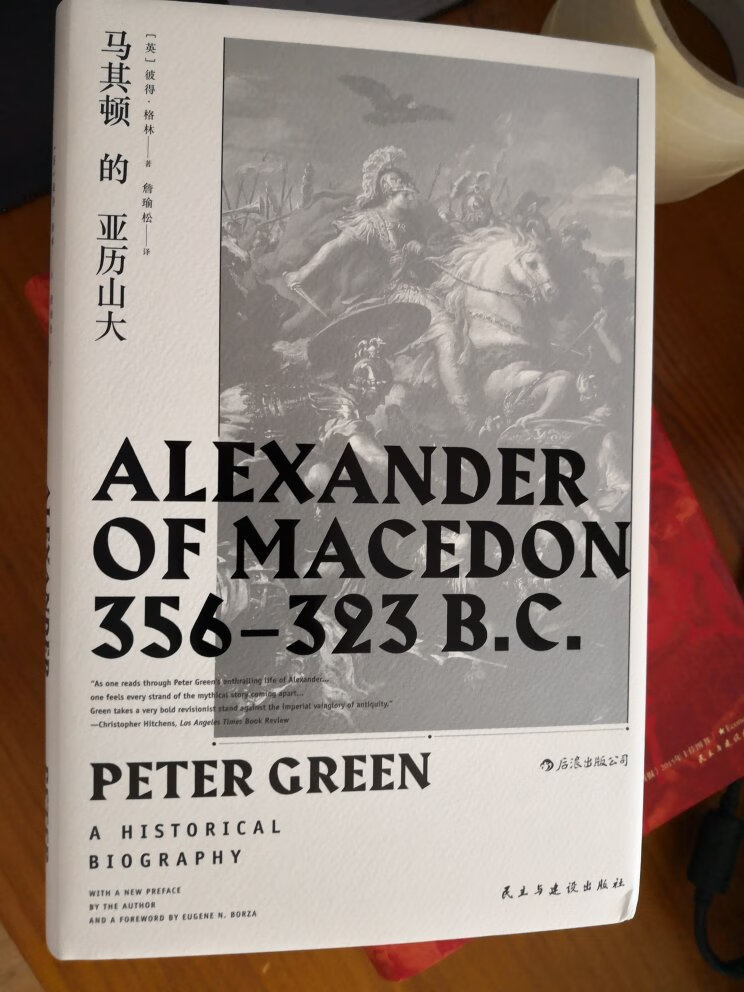 马其顿 的 亚历山大
[英] 彼得·格林——著
詹瑜松——译
ALEXANDER
OF MACEDON
356–323 B.C.
"As one reads through Peter Green's enthralling life of Alexander...
one feels every strand of the mythical story coming apart...
Green takes a very bold revisionist stand against the imperial vainglory of antiquity."
—Christopher Hitchens, Los Angeles Times Book Review
PETER GREEN
后浪出版公司
A HISTORICAL
BIOGRAPHY
WITH A NEW PREFACE
BY THE AUTHOR
AND A FOREWORD BY EUGENE N. BORZA
民主与建设出版社
ALEXANDER